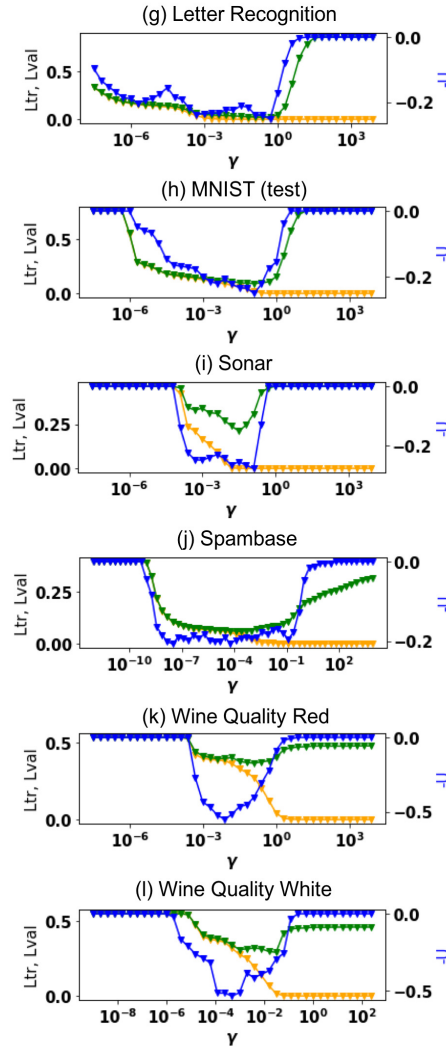 (g) Letter Recognition
Ltr, Lval
0.5
0.0
0.0
−0.2
10⁻⁶ 10⁻³ 10⁰ 10³
γ
(h) MNIST (test)
Ltr, Lval
0.5
0.0
0.0
−0.2
10⁻⁶ 10⁻³ 10⁰ 10³
γ
(i) Sonar
Ltr, Lval
0.25
0.00
0.0
−0.2
10⁻⁶ 10⁻³ 10⁰ 10³
γ
(j) Spambase
Ltr, Lval
0.25
0.00
0.0
−0.2
10⁻¹⁰ 10⁻⁷ 10⁻⁴ 10⁻¹ 10²
γ
(k) Wine Quality Red
Ltr, Lval
0.5
0.0
0.0
−0.5
10⁻⁶ 10⁻³ 10⁰ 10³
γ
(l) Wine Quality White
Ltr, Lval
0.5
0.0
0.0
−0.5
10⁻⁸ 10⁻⁶ 10⁻⁴ 10⁻² 10⁰ 10²
γ